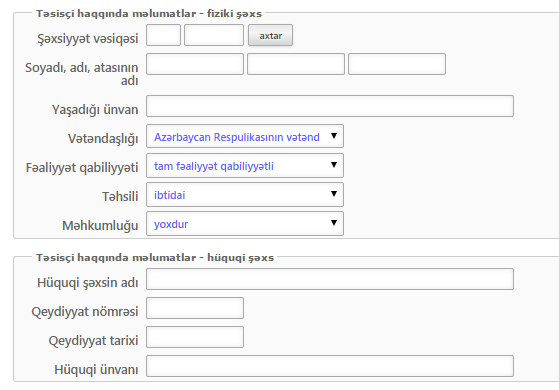 Təsisçi haqqında məlumatlar - fiziki şəxs
Şəxsiyyət vəsiqəsi axtar
Soyadı, adı, atasının
adı
Yaşadığı ünvan
Vətəndaşlığı Azərbaycan Respulikasının vətənd
Fəaliyyət qabiliyyəti tam fəaliyyət qabiliyyətli
Təhsili ibtidai
Məhkumluğu yoxdur
Təsisçi haqqında məlumatlar - hüquqi şəxs
Hüquqi şəxsin adı
Qeydiyyat nömrəsi
Qeydiyyat tarixi
Hüquqi ünvanı